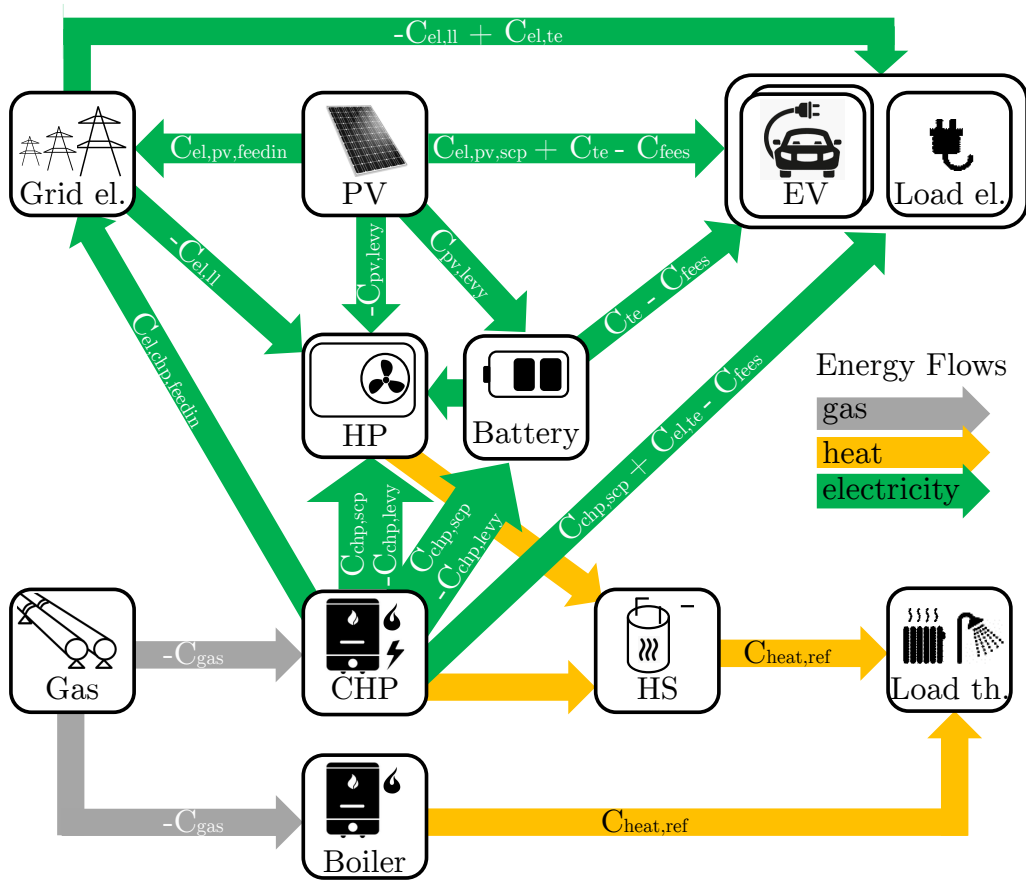 -Cel,ll + Cel,te
Cel,pv,feedin
Cel,pv,scp + Cte - Cfees
Grid el.
PV
EV
Load el.
-Cel,ll
-Cpv,levy
Cpv,levy
Cte - Cfees
Cel,chp,feedin
HP
Battery
Energy Flows
gas
heat
electricity
Cchp,scp
-Cchp,levy
Cchp,scp
-Cchp,levy
Cchp,scp + Cel,te - Cfees
Gas
-Cgas
CHP
HS
Cheat,ref
Load th.
-Cgas
Boiler
Cheat,ref